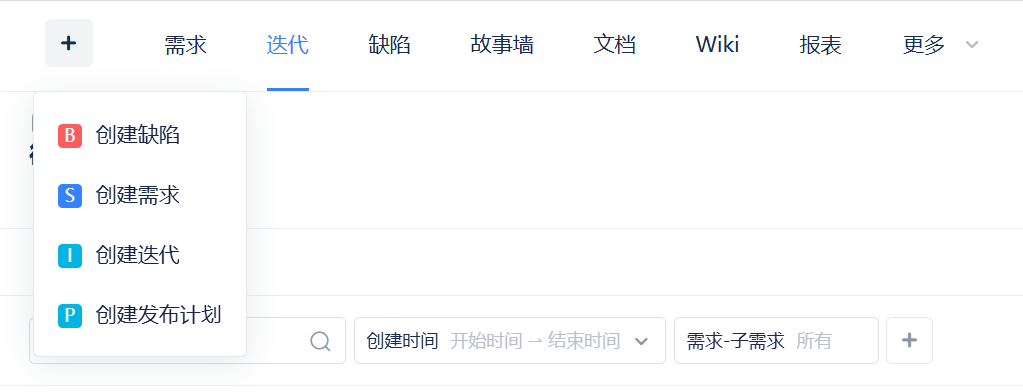 需求 迭代 缺陷 故事墙 文档 Wiki 报表 更多
B 创建缺陷
S 创建需求
I 创建迭代
P 创建发布计划
创建时间 开始时间 → 结束时间 需求-子需求 所有